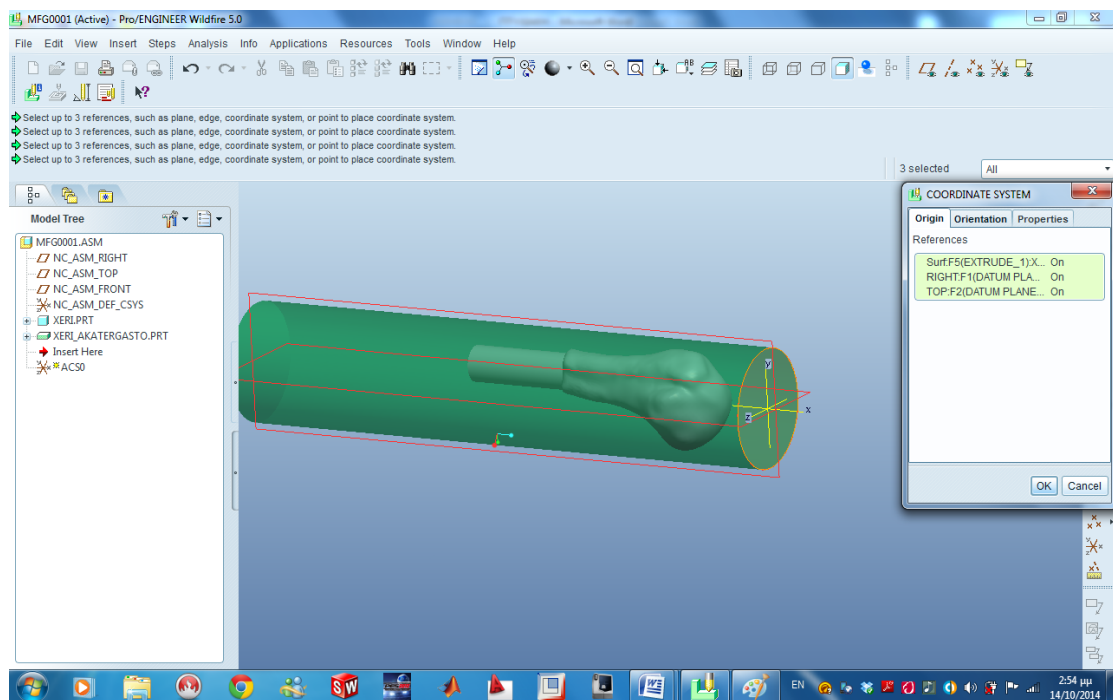 MFG0001 (Active) - Pro/ENGINEER Wildfire 5.0
File Edit View Insert Steps Analysis Info Applications Resources Tools Window Help
Select up to 3 references, such as plane, edge, coordinate system, or point to place coordinate system.
Select up to 3 references, such as plane, edge, coordinate system, or point to place coordinate system.
Select up to 3 references, such as plane, edge, coordinate system, or point to place coordinate system.
Select up to 3 references, such as plane, edge, coordinate system, or point to place coordinate system.
3 selected All
Model Tree
MFG0001.ASM
NC_ASM_RIGHT
NC_ASM_TOP
NC_ASM_FRONT
NC_ASM_DEF_CSYS
XERI.PRT
XERI_AKATERGASTO.PRT
Insert Here
ACS0
y
x
z
COORDINATE SYSTEM
Origin Orientation Properties
References
Surf:F5(EXTRUDE_1):X... On
RIGHT:F1(DATUM PLA... On
TOP:F2(DATUM PLANE... On
OK Cancel
EN
2:54 μμ
14/10/2014